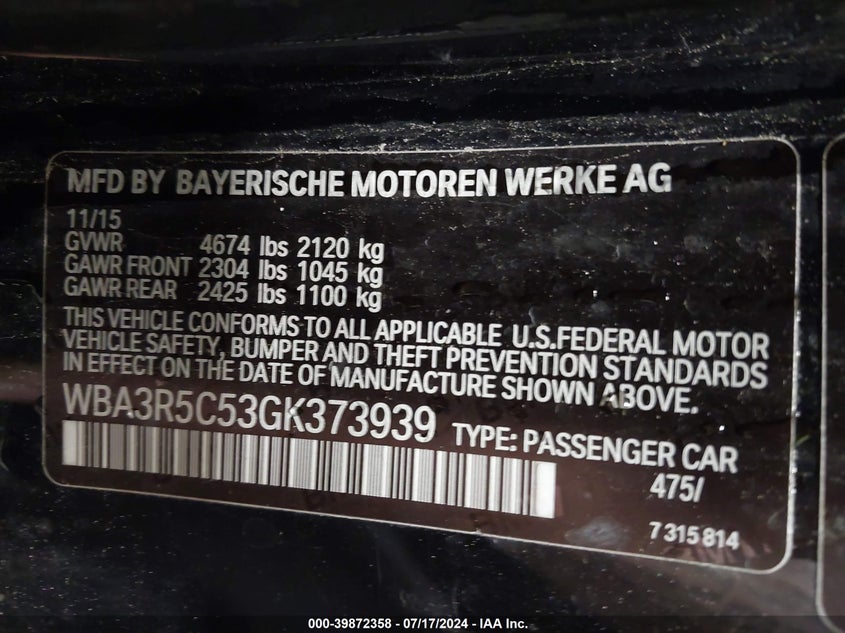 MFD BY BAYERISCHE MOTOREN WERKE AG
11/15
GVWR 4674 lbs 2120 kg
GAWR FRONT 2304 lbs 1045 kg
GAWR REAR 2425 lbs 1100 kg
THIS VEHICLE CONFORMS TO ALL APPLICABLE U.S.FEDERAL MOTOR
VEHICLE SAFETY, BUMPER AND THEFT PREVENTION STANDARDS
IN EFFECT ON THE DATE OF MANUFACTURE SHOWN ABOVE.
WBA3R5C53GK373939 TYPE: PASSENGER CAR
475/
7 315 814
000-39872358 - 07/17/2024 - IAA Inc.